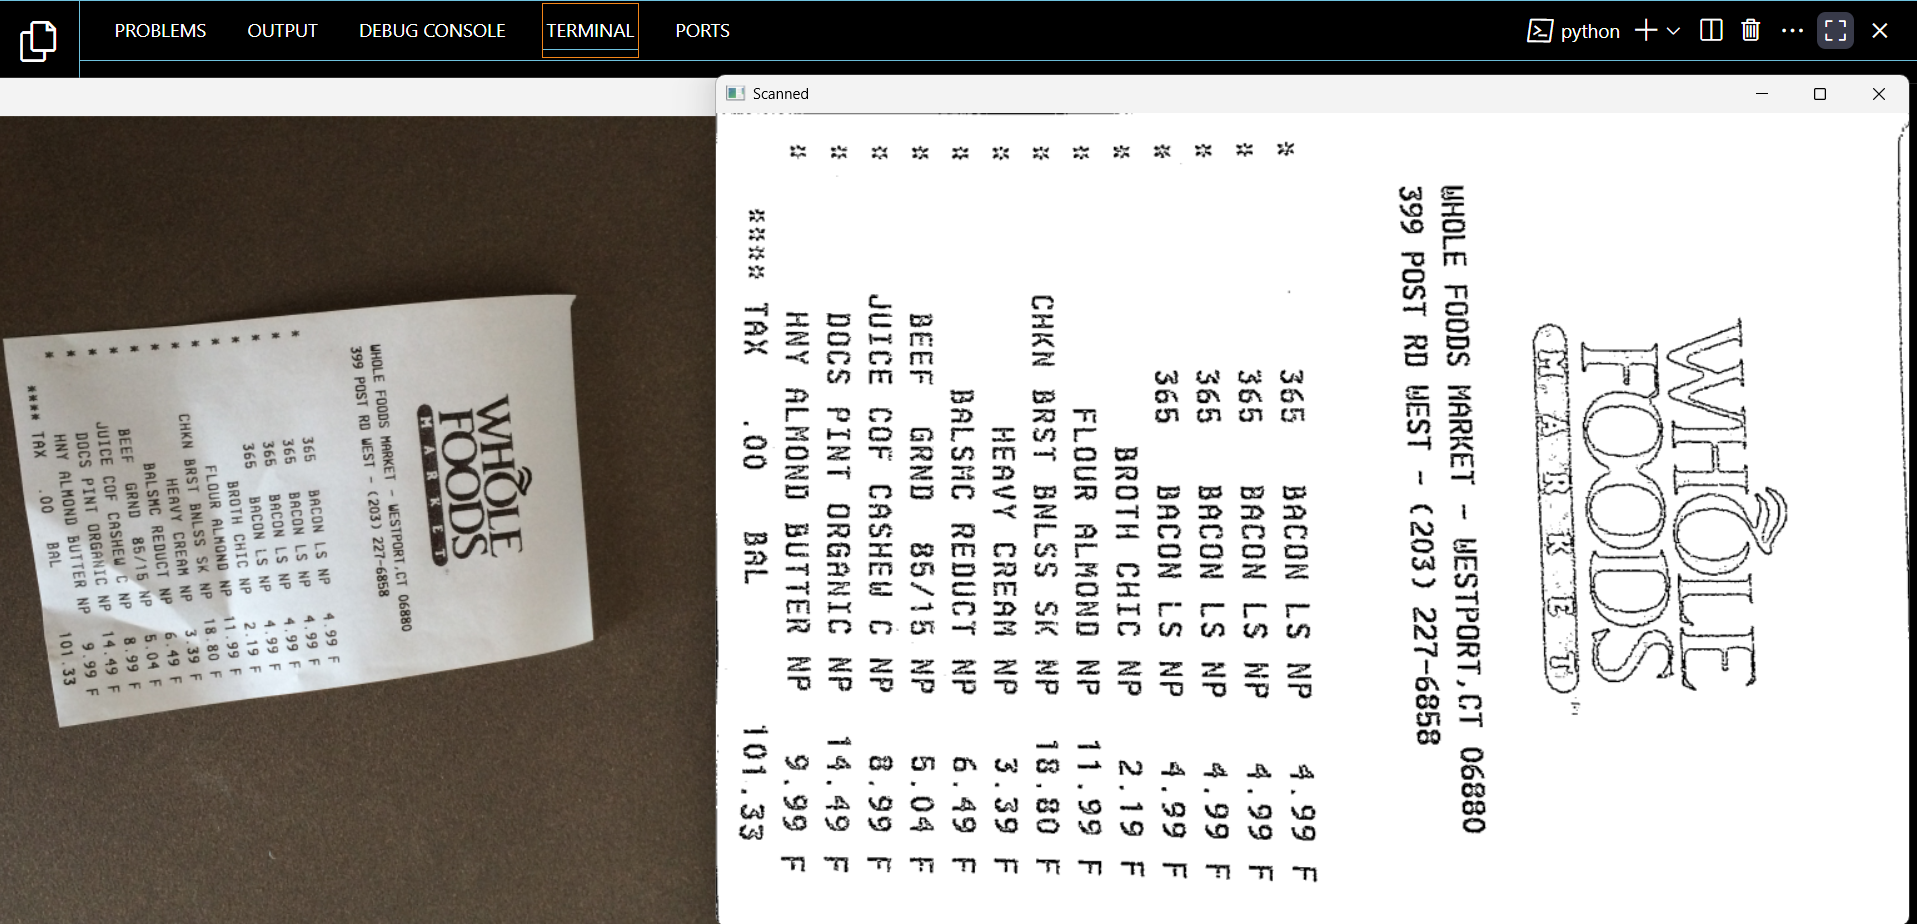 PROBLEMS OUTPUT DEBUG CONSOLE TERMINAL PORTS python
Scanned
WHOLE
FOODS
MARKET
WHOLE FOODS MARKET - WESTPORT,CT 06880
399 POST RD WEST - (203) 227-6858
* 365 BACON LS NP 4.99 F
* 365 BACON LS NP 4.99 F
* 365 BACON LS NP 4.99 F
* 365 BACON LS NP 4.99 F
* BROTH CHIC NP 2.19 F
* FLOUR ALMOND NP 11.99 F
* CHKN BRST BNLSS SK NP 18.80 F
* HEAVY CREAM NP 3.39 F
* BALSMC REDUCT NP 6.49 F
* BEEF GRND 85/15 NP 5.04 F
* JUICE COF CASHEW C NP 8.99 F
* DOCS PINT ORGANIC NP 14.49 F
* HNY ALMOND BUTTER NP 9.99 F
**** TAX .00 BAL 101.33
WHOLE
FOODS
MARKET
WHOLE FOODS MARKET - WESTPORT,CT 06880
399 POST RD WEST - (203) 227-6858
* 365 BACON LS NP 4.99 F
* 365 BACON LS NP 4.99 F
* 365 BACON LS NP 4.99 F
* 365 BACON LS NP 4.99 F
* BROTH CHIC NP 2.19 F
* FLOUR ALMOND NP 11.99 F
* CHKN BRST BNLSS SK NP 18.80 F
* HEAVY CREAM NP 3.39 F
* BALSMC REDUCT NP 6.49 F
* BEEF GRND 85/15 NP 5.04 F
* JUICE COF CASHEW C NP 8.99 F
* DOCS PINT ORGANIC NP 14.49 F
* HNY ALMOND BUTTER NP 9.99 F
**** TAX .00 BAL 101.33